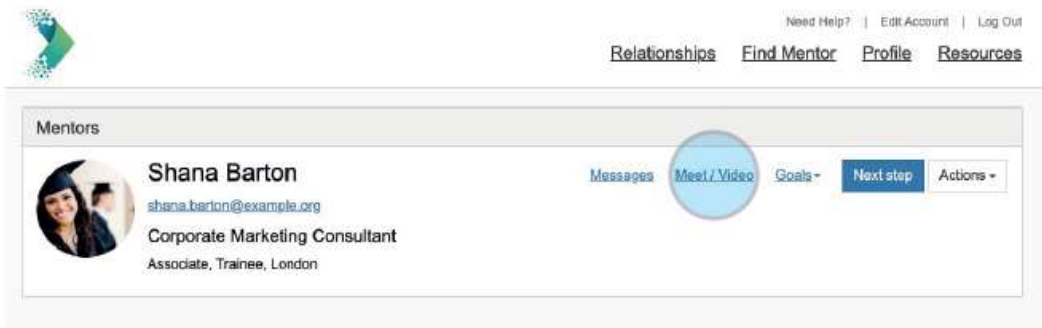 Need Help? | Edit Account | Log Out
Relationships Find Mentor Profile Resources
Mentors
Shana Barton
Messages Meet / Video Goals Next step Actions
shana.barton@example.org
Corporate Marketing Consultant
Associate, Trainee, London